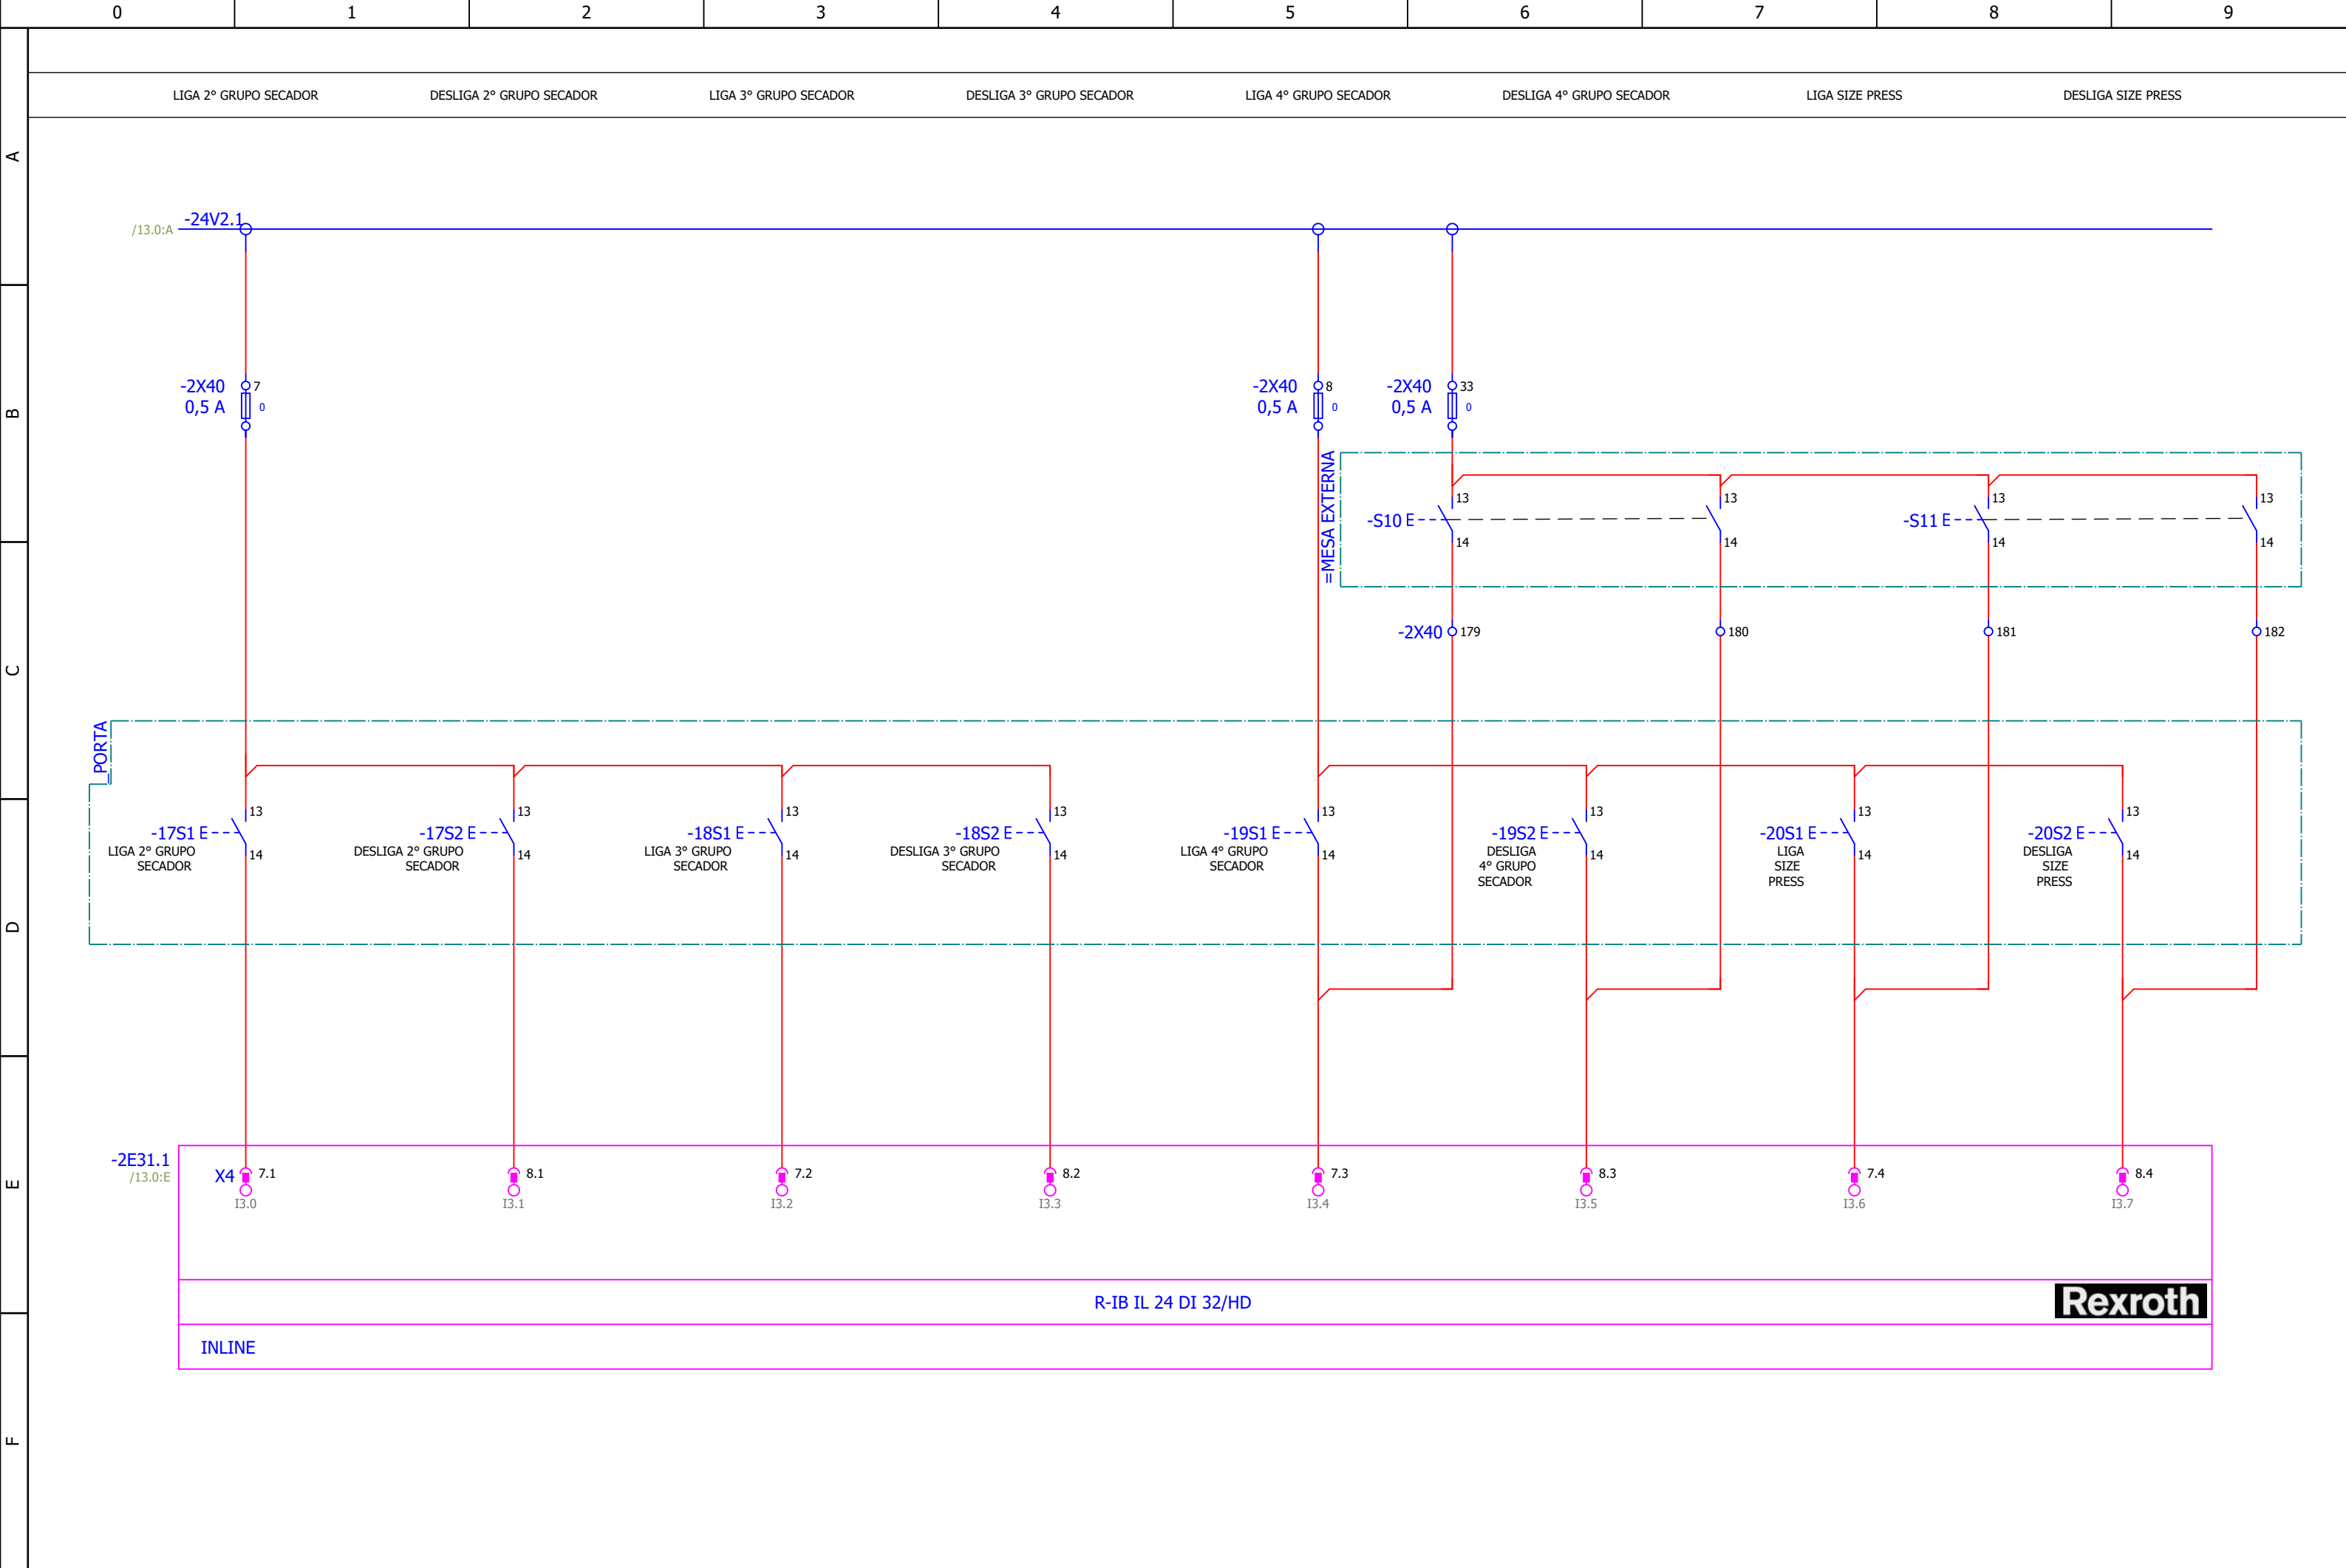 0 1 2 3 4 5 6 7 8 9
LIGA 2° GRUPO SECADOR DESLIGA 2° GRUPO SECADOR LIGA 3° GRUPO SECADOR DESLIGA 3° GRUPO SECADOR LIGA 4° GRUPO SECADOR DESLIGA 4° GRUPO SECADOR LIGA SIZE PRESS DESLIGA SIZE PRESS
A
/13.0:A -24V2.1
B
-2X40 7
0,5 A 0
-2X40 8
0,5 A 0
-2X40 33
0,5 A 0
=MESA EXTERNA
13 13 13 13
-S10 E -S11 E
14 14 14 14
-2X40 179 180 181 182
C
_PORTA
13 13 13 13 13 13 13 13
-17S1 E -17S2 E -18S1 E -18S2 E -19S1 E -19S2 E -20S1 E -20S2 E
14 14 14 14 14 14 14 14
LIGA 2° GRUPO
SECADOR
DESLIGA 2° GRUPO
SECADOR
LIGA 3° GRUPO
SECADOR
DESLIGA 3° GRUPO
SECADOR
LIGA 4° GRUPO
SECADOR
DESLIGA
4° GRUPO
SECADOR
LIGA
SIZE
PRESS
DESLIGA
SIZE
PRESS
D
-2E31.1
/13.0:E
E
X4 7.1 8.1 7.2 8.2 7.3 8.3 7.4 8.4
I3.0 I3.1 I3.2 I3.3 I3.4 I3.5 I3.6 I3.7
R-IB IL 24 DI 32/HD Rexroth
INLINE
F